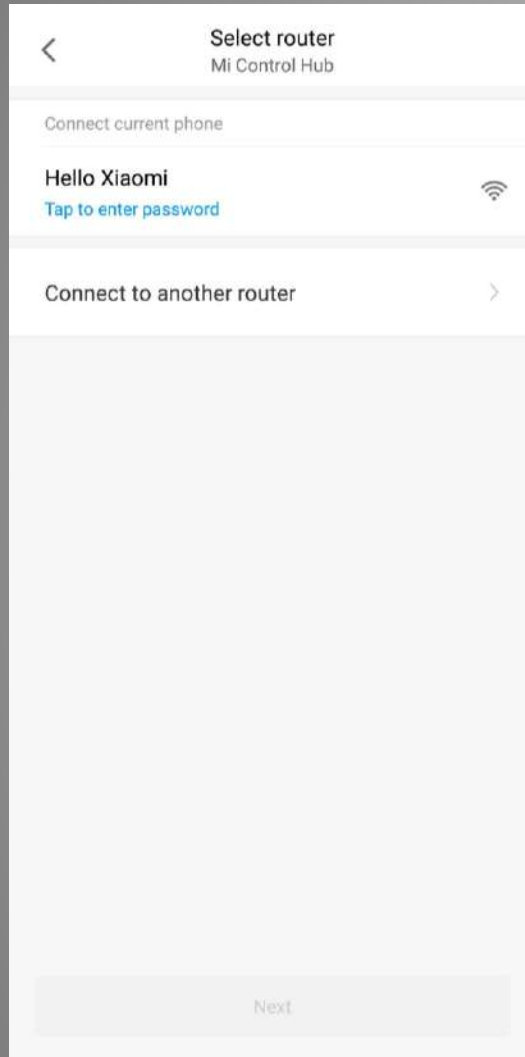 Select router
Mi Control Hub
Connect current phone
Hello Xiaomi
Tap to enter password
Connect to another router
Next